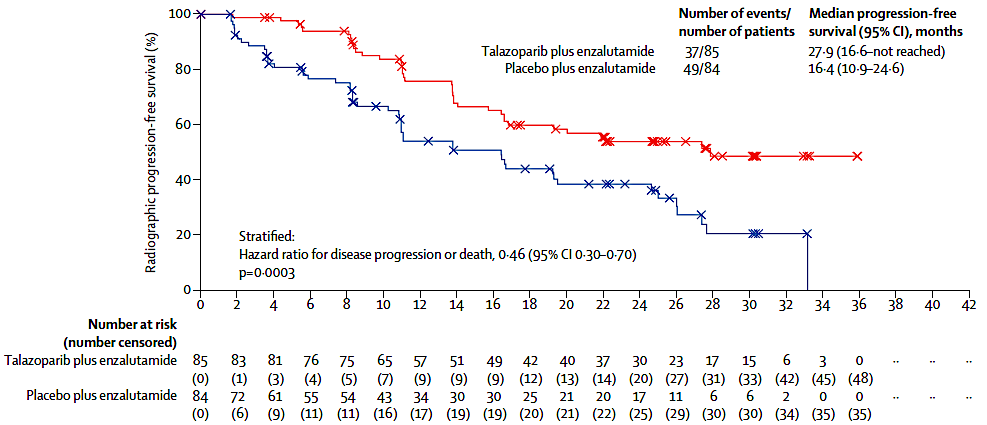 Number of events/ number of patients
Median progression-free survival (95% CI), months
Talazoparib plus enzalutamide 37/85 27·9 (16·6–not reached)
Placebo plus enzalutamide 49/84 16·4 (10·9–24·6)
Radiographic progression-free survival (%)
100
80
60
40
20
0
Stratified:
Hazard ratio for disease progression or death, 0·46 (95% CI 0·30–0·70)
p=0·0003
0 2 4 6 8 10 12 14 16 18 20 22 24 26 28 30 32 34 36 38 40 42
Number at risk
(number censored)
Talazoparib plus enzalutamide 85 83 81 76 75 65 57 51 49 42 40 37 30 23 17 15 6 3 0 ·· ·· ··
(0) (1) (3) (4) (5) (7) (9) (9) (9) (12) (13) (14) (20) (27) (31) (33) (42) (45) (48)
Placebo plus enzalutamide 84 72 61 55 54 43 34 30 30 25 21 20 17 11 6 6 2 0 0 ·· ·· ··
(0) (6) (9) (11) (11) (16) (17) (19) (19) (20) (21) (22) (25) (29) (30) (30) (34) (35) (35)